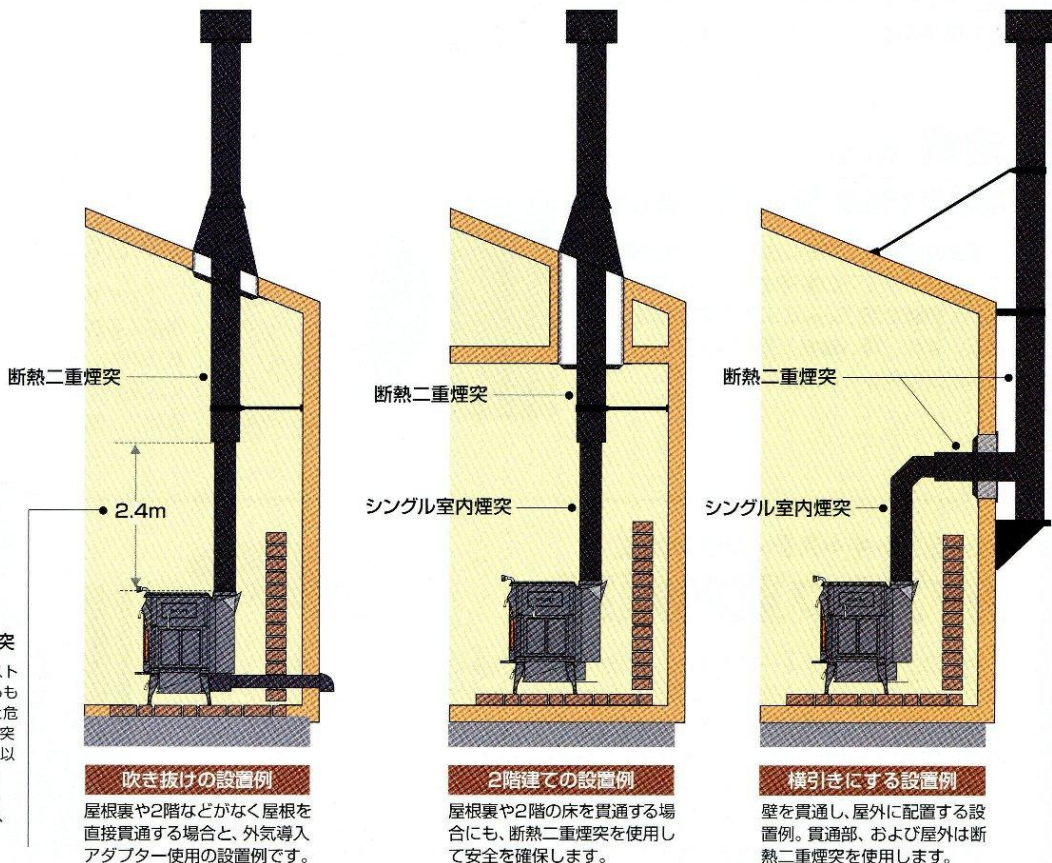 断熱二重煙突
2.4m
突
スト
るも
と危
突
以
、
吹き抜けの設置例
屋根裏や2階などがなく屋根を
直接貫通する場合と、外気導入
アダプター使用の設置例です。
断熱二重煙突
シングル室内煙突
2階建ての設置例
屋根裏や2階の床を貫通する場
合にも、断熱二重煙突を使用し
て安全を確保します。
断熱二重煙突
シングル室内煙突
横引きにする設置例
壁を貫通し、屋外に配置する設
置例。貫通部、および屋外は断
熱二重煙突を使用します。